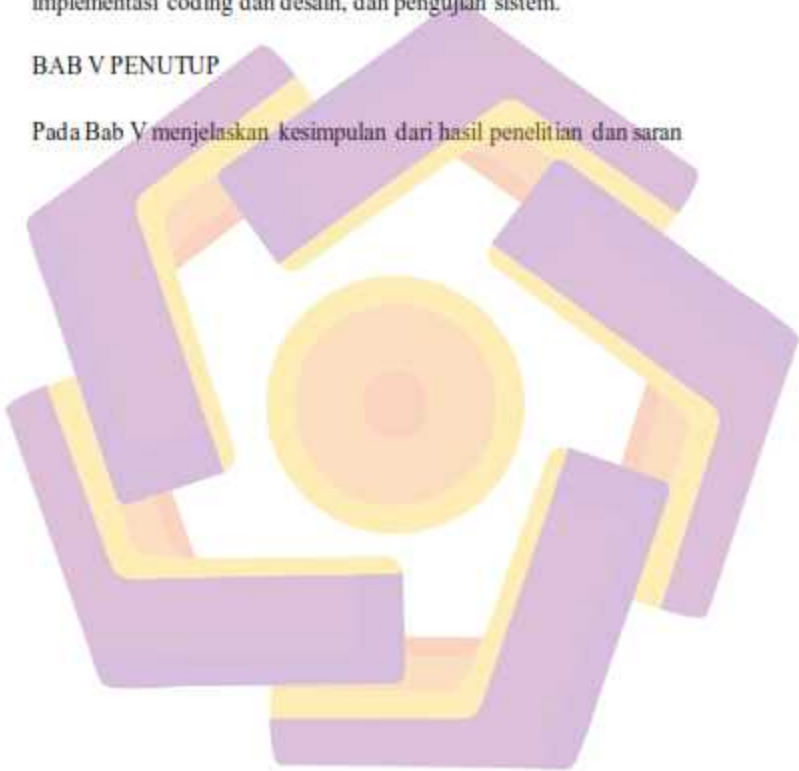 implementasi coding dan desain, dan pengujian sistem.
BAB V PENUTUP
Pada Bab V menjelaskan kesimpulan dari hasil penelitian dan saran